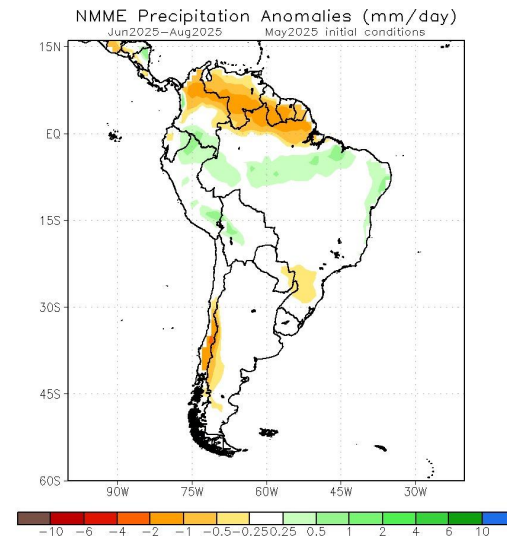 NMME Precipitation Anomalies (mm/day)
Jun2025-Aug2025 May2025 initial conditions
15N
EQ
15S
30S
45S
60S
90W 75W 60W 45W 30W
-10 -6 -4 -2 -1 -0.5 -0.25 0.25 0.5 1 2 4 6 10